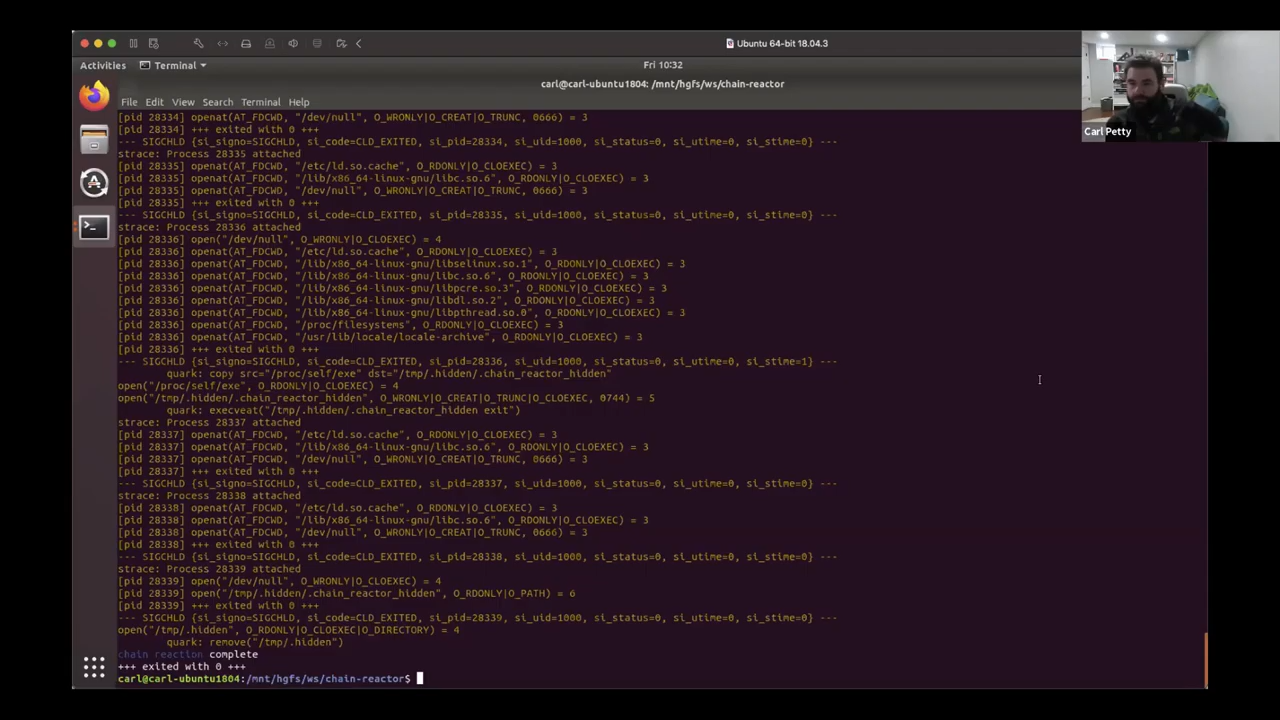 Ubuntu 64-bit 18.04.3
Activities Terminal Fri 10:32
carl@carl-ubuntu1804: /mnt/hgfs/ws/chain-reactor
Carl Petty
File Edit View Search Terminal Help
[pid 28334] openat(AT_FDCWD, "/dev/null", O_WRONLY|O_CREAT|O_TRUNC, 0666) = 3
[pid 28334] +++ exited with 0 +++
--- SIGCHLD {si_signo=SIGCHLD, si_code=CLD_EXITED, si_pid=28334, si_uid=1000, si_status=0, si_utime=0, si_stime=0} ---
strace: Process 28335 attached
[pid 28335] openat(AT_FDCWD, "/etc/ld.so.cache", O_RDONLY|O_CLOEXEC) = 3
[pid 28335] openat(AT_FDCWD, "/lib/x86_64-linux-gnu/libc.so.6", O_RDONLY|O_CLOEXEC) = 3
[pid 28335] openat(AT_FDCWD, "/dev/null", O_WRONLY|O_CREAT|O_TRUNC, 0666) = 3
[pid 28335] +++ exited with 0 +++
--- SIGCHLD {si_signo=SIGCHLD, si_code=CLD_EXITED, si_pid=28335, si_uid=1000, si_status=0, si_utime=0, si_stime=0} ---
strace: Process 28336 attached
[pid 28336] open("/dev/null", O_WRONLY|O_CLOEXEC) = 4
[pid 28336] openat(AT_FDCWD, "/etc/ld.so.cache", O_RDONLY|O_CLOEXEC) = 3
[pid 28336] openat(AT_FDCWD, "/lib/x86_64-linux-gnu/libselinux.so.1", O_RDONLY|O_CLOEXEC) = 3
[pid 28336] openat(AT_FDCWD, "/lib/x86_64-linux-gnu/libc.so.6", O_RDONLY|O_CLOEXEC) = 3
[pid 28336] openat(AT_FDCWD, "/lib/x86_64-linux-gnu/libpcre.so.3", O_RDONLY|O_CLOEXEC) = 3
[pid 28336] openat(AT_FDCWD, "/lib/x86_64-linux-gnu/libdl.so.2", O_RDONLY|O_CLOEXEC) = 3
[pid 28336] openat(AT_FDCWD, "/lib/x86_64-linux-gnu/libpthread.so.0", O_RDONLY|O_CLOEXEC) = 3
[pid 28336] openat(AT_FDCWD, "/proc/filesystems", O_RDONLY|O_CLOEXEC) = 3
[pid 28336] openat(AT_FDCWD, "/usr/lib/locale/locale-archive", O_RDONLY|O_CLOEXEC) = 3
[pid 28336] +++ exited with 0 +++
--- SIGCHLD {si_signo=SIGCHLD, si_code=CLD_EXITED, si_pid=28336, si_uid=1000, si_status=0, si_utime=0, si_stime=1} ---
quark: copy src="/proc/self/exe" dst="/tmp/.hidden/.chain_reactor_hidden"
open("/proc/self/exe", O_RDONLY|O_CLOEXEC) = 4
open("/tmp/.hidden/.chain_reactor_hidden", O_WRONLY|O_CREAT|O_TRUNC|O_CLOEXEC, 0744) = 5
quark: execveat("/tmp/.hidden/.chain_reactor_hidden exit")
strace: Process 28337 attached
[pid 28337] openat(AT_FDCWD, "/etc/ld.so.cache", O_RDONLY|O_CLOEXEC) = 3
[pid 28337] openat(AT_FDCWD, "/lib/x86_64-linux-gnu/libc.so.6", O_RDONLY|O_CLOEXEC) = 3
[pid 28337] openat(AT_FDCWD, "/dev/null", O_WRONLY|O_CREAT|O_TRUNC, 0666) = 3
[pid 28337] +++ exited with 0 +++
--- SIGCHLD {si_signo=SIGCHLD, si_code=CLD_EXITED, si_pid=28337, si_uid=1000, si_status=0, si_utime=0, si_stime=0} ---
strace: Process 28338 attached
[pid 28338] openat(AT_FDCWD, "/etc/ld.so.cache", O_RDONLY|O_CLOEXEC) = 3
[pid 28338] openat(AT_FDCWD, "/lib/x86_64-linux-gnu/libc.so.6", O_RDONLY|O_CLOEXEC) = 3
[pid 28338] openat(AT_FDCWD, "/dev/null", O_WRONLY|O_CREAT|O_TRUNC, 0666) = 3
[pid 28338] +++ exited with 0 +++
--- SIGCHLD {si_signo=SIGCHLD, si_code=CLD_EXITED, si_pid=28338, si_uid=1000, si_status=0, si_utime=0, si_stime=0} ---
strace: Process 28339 attached
[pid 28339] open("/dev/null", O_WRONLY|O_CLOEXEC) = 4
[pid 28339] open("/tmp/.hidden/.chain_reactor_hidden", O_RDONLY|O_PATH) = 6
[pid 28339] +++ exited with 0 +++
--- SIGCHLD {si_signo=SIGCHLD, si_code=CLD_EXITED, si_pid=28339, si_uid=1000, si_status=0, si_utime=0, si_stime=0} ---
open("/tmp/.hidden", O_RDONLY|O_CLOEXEC|O_DIRECTORY) = 4
quark: remove("/tmp/.hidden")
chain reaction complete
+++ exited with 0 +++
carl@carl-ubuntu1804:/mnt/hgfs/ws/chain-reactor$